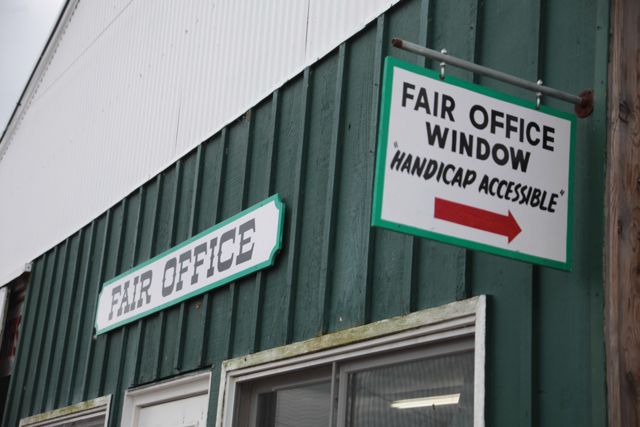 FAIR OFFICE
FAIR OFFICE
WINDOW
"HANDICAP ACCESSIBLE"